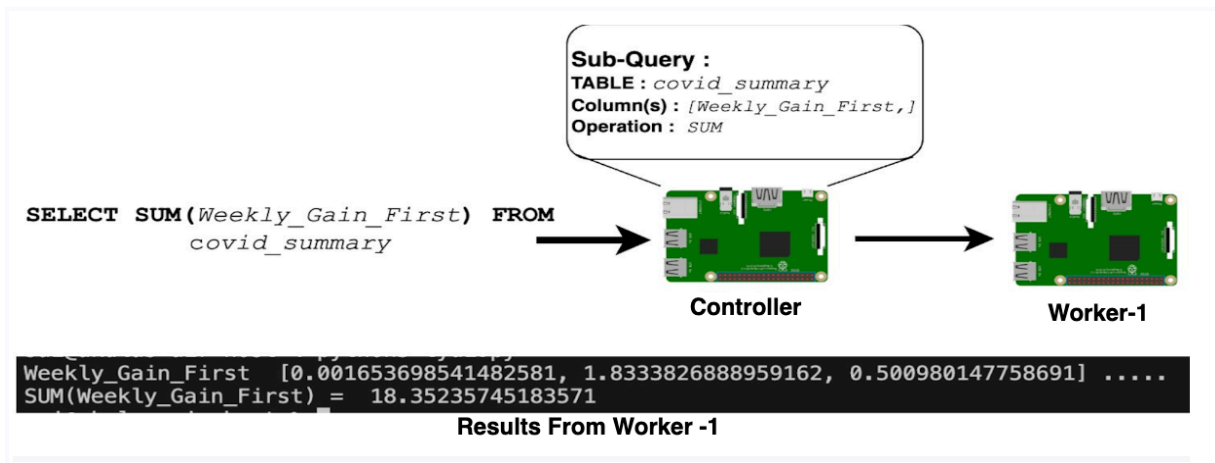 Sub-Query :
TABLE : covid_summary
Column(s) : [Weekly_Gain_First,]
Operation : SUM
SELECT SUM(Weekly_Gain_First) FROM
covid_summary
Controller
Worker-1
Weekly_Gain_First [0.001653698541482581, 1.8333826888959162, 0.500980147758691] .....
SUM(Weekly_Gain_First) = 18.35235745183571
Results From Worker -1